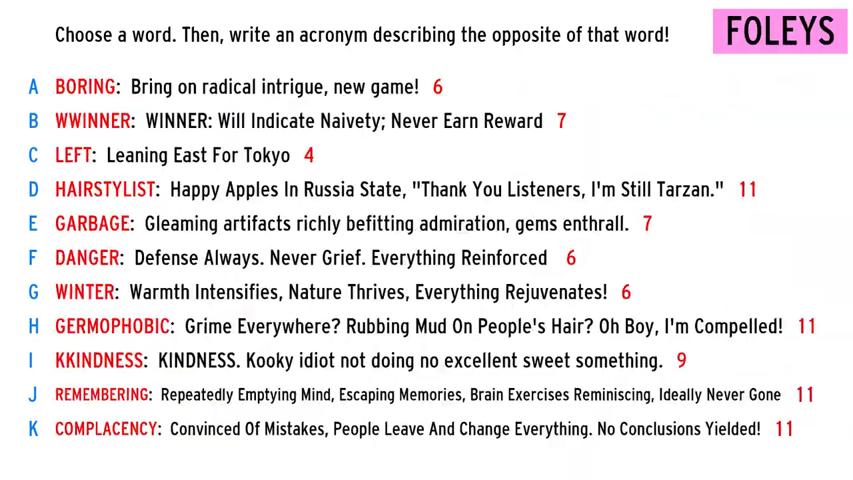 Choose a word. Then, write an acronym describing the opposite of that word!
FOLEYS
A BORING: Bring on radical intrigue, new game! 6
B WWINNER: WINNER: Will Indicate Naivety; Never Earn Reward 7
C LEFT: Leaning East For Tokyo 4
D HAIRSTYLIST: Happy Apples In Russia State, "Thank You Listeners, I'm Still Tarzan." 11
E GARBAGE: Gleaming artifacts richly befitting admiration, gems enthrall. 7
F DANGER: Defense Always. Never Grief. Everything Reinforced 6
G WINTER: Warmth Intensifies, Nature Thrives, Everything Rejuvenates! 6
H GERMOPHOBIC: Grime Everywhere? Rubbing Mud On People's Hair? Oh Boy, I'm Compelled! 11
I KKINDNESS: KINDNESS. Kooky idiot not doing no excellent sweet something. 9
J REMEMBERING: Repeatedly Emptying Mind, Escaping Memories, Brain Exercises Reminiscing, Ideally Never Gone 11
K COMPLACENCY: Convinced Of Mistakes, People Leave And Change Everything. No Conclusions Yielded! 11